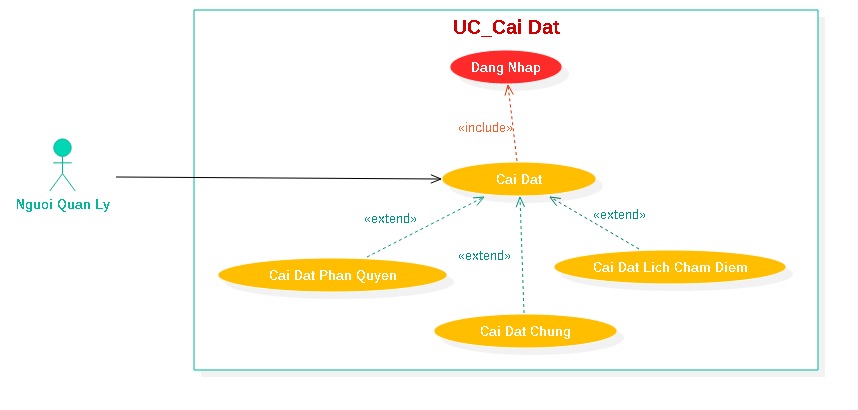 UC_Cai Dat
Dang Nhap
«include»
Cai Dat
Nguoi Quan Ly
«extend»
«extend»
«extend»
Cai Dat Phan Quyen
Cai Dat Lich Cham Diem
Cai Dat Chung